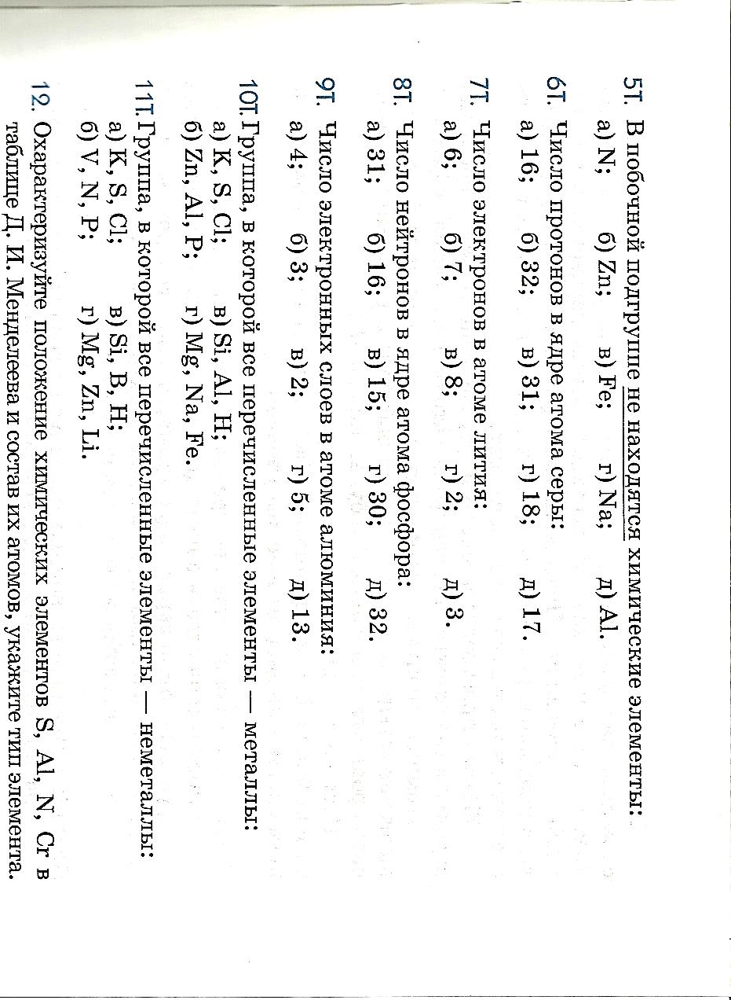 5Т. В побочной подгруппе не находятся химические элементы:
а) N; б) Zn; в) Fe; г) Na; д) Al.
6Т. Число протонов в ядре атома серы:
а) 16; б) 32; в) 31; г) 18; д) 17.
7Т. Число электронов в атоме лития:
а) 6; б) 7; в) 8; г) 2; д) 3.
8Т. Число нейтронов в ядре атома фосфора:
а) 31; б) 16; в) 15; г) 30; д) 32.
9Т. Число электронных слоев в атоме алюминия:
а) 4; б) 3; в) 2; г) 5; д) 13.
10Т. Группа, в которой все перечисленные элементы — металлы:
а) K, S, Cl; в) Si, Al, H;
б) Zn, Al, P; г) Mg, Na, Fe.
11Т. Группа, в которой все перечисленные элементы — неметаллы:
а) K, S, Cl; в) Si, B, H;
б) V, N, P; г) Mg, Zn, Li.
12. Охарактеризуйте положение химических элементов S, Al, N, Cr в
таблице Д. И. Менделеева и состав их атомов, укажите тип элемента.